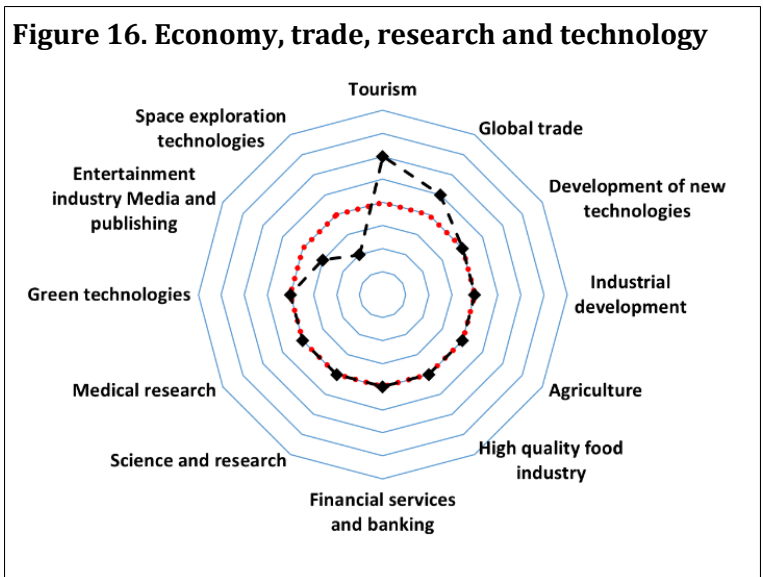 Figure 16. Economy, trade, research and technology
Tourism
Global trade
Development of new
technologies
Industrial
development
Agriculture
High quality food
industry
Financial services
and banking
Science and research
Medical research
Green technologies
Entertainment
industry Media and
publishing
Space exploration
technologies